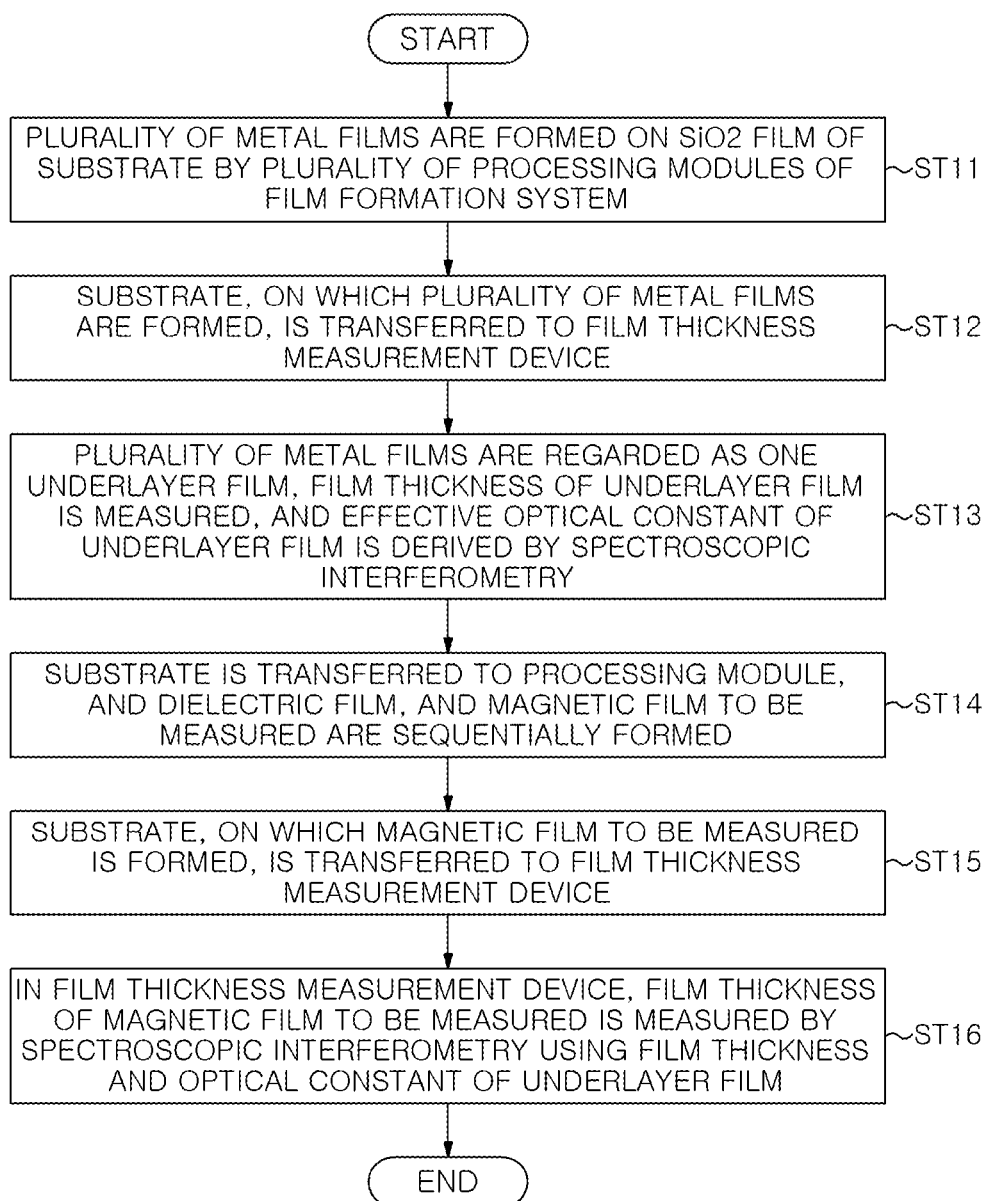 START
PLURALITY OF METAL FILMS ARE FORMED ON SiO2 FILM OF
SUBSTRATE BY PLURALITY OF PROCESSING MODULES OF
FILM FORMATION SYSTEM
ST11
SUBSTRATE, ON WHICH PLURALITY OF METAL FILMS
ARE FORMED, IS TRANSFERRED TO FILM THICKNESS
MEASUREMENT DEVICE
ST12
PLURALITY OF METAL FILMS ARE REGARDED AS ONE
UNDERLAYER FILM, FILM THICKNESS OF UNDERLAYER FILM
IS MEASURED, AND EFFECTIVE OPTICAL CONSTANT OF
UNDERLAYER FILM IS DERIVED BY SPECTROSCOPIC
INTERFEROMETRY
ST13
SUBSTRATE IS TRANSFERRED TO PROCESSING MODULE,
AND DIELECTRIC FILM, AND MAGNETIC FILM TO BE
MEASURED ARE SEQUENTIALLY FORMED
ST14
SUBSTRATE, ON WHICH MAGNETIC FILM TO BE MEASURED
IS FORMED, IS TRANSFERRED TO FILM THICKNESS
MEASUREMENT DEVICE
ST15
IN FILM THICKNESS MEASUREMENT DEVICE, FILM THICKNESS
OF MAGNETIC FILM TO BE MEASURED IS MEASURED BY
SPECTROSCOPIC INTERFEROMETRY USING FILM THICKNESS
AND OPTICAL CONSTANT OF UNDERLAYER FILM
ST16
END